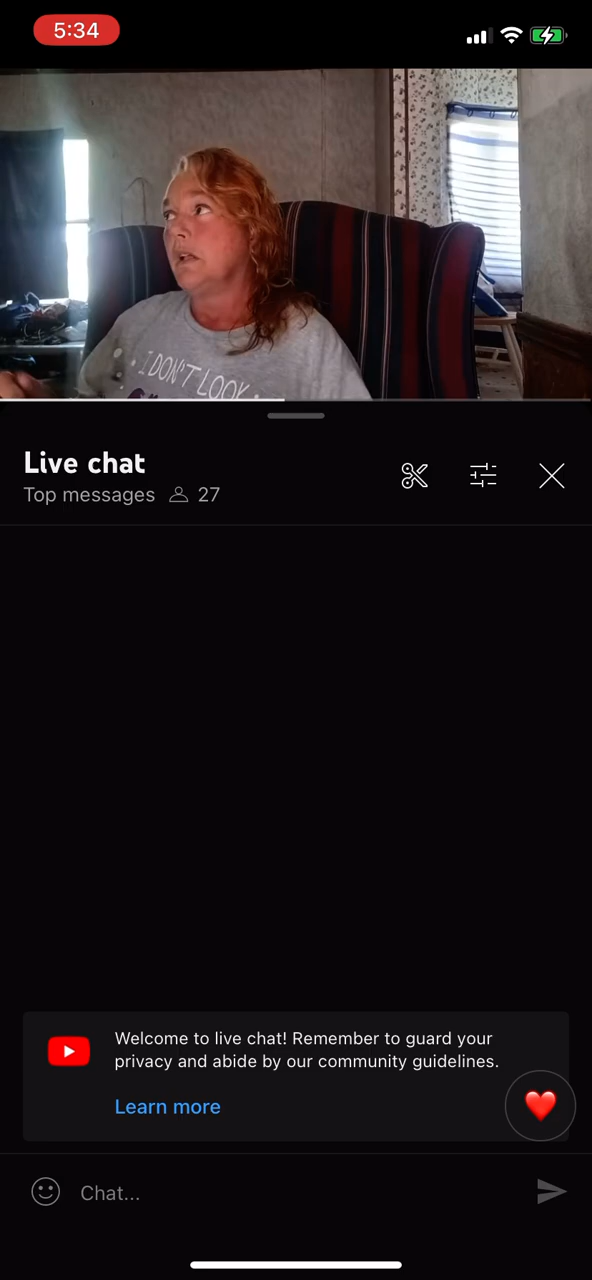 5:34
I DON'T LOOK
Live chat
Top messages 27
Welcome to live chat! Remember to guard your
privacy and abide by our community guidelines.
Learn more
Chat...